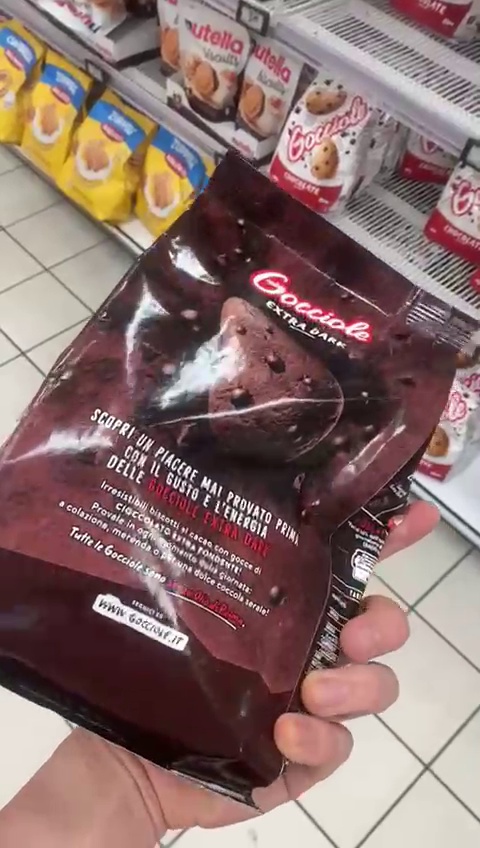 nutella
biscuits
nutella
Gocciole
CHOCOLATE
Gocciole
EXTRA DARK
SCOPRI UN PIACERE MAI PROVATO PRIMA
CON IL GUSTO E L'ENERGIA
DELLE GOCCIOLE EXTRA DARK
Irresistibili biscotti al cacao con gocce di
CIOCCOLATO EXTRA FONDENTE!
Provale in ogni momento della giornata:
a colazione, merenda o per una dolce coccola serale!
Tutte le Gocciole sono
WWW.GOCCIOLE.IT